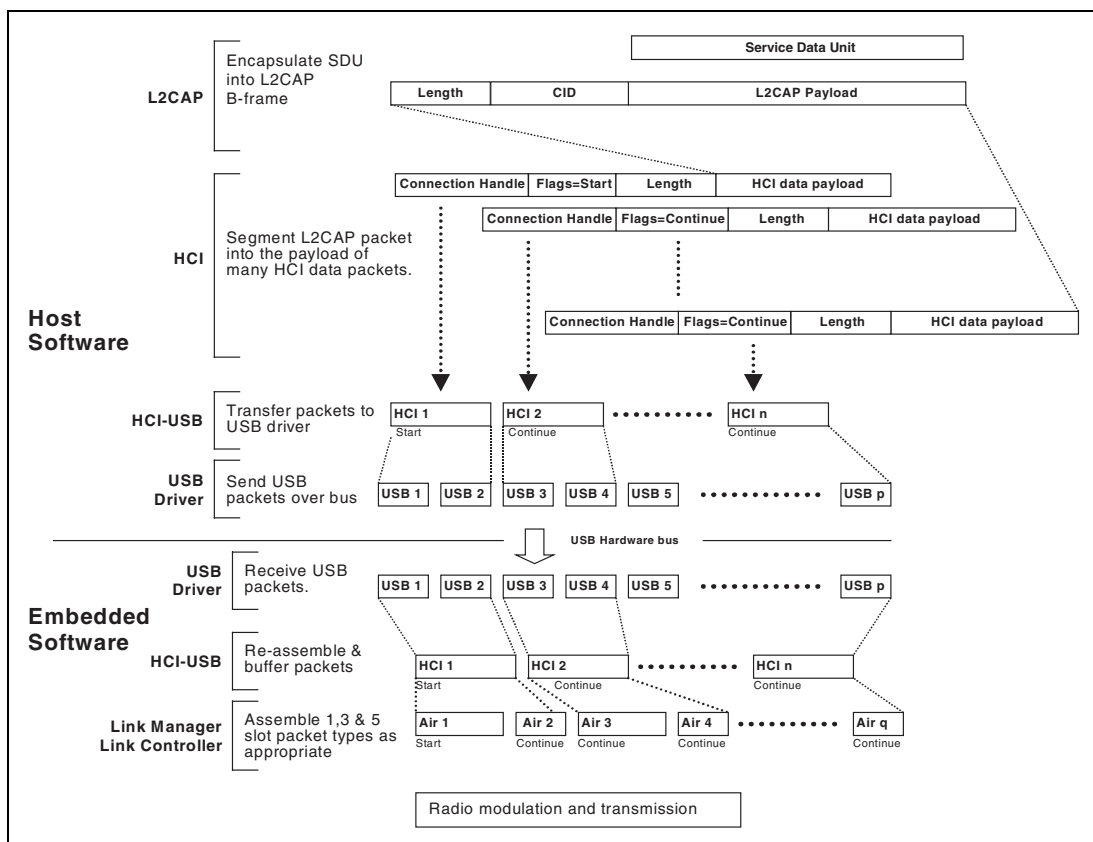 Service Data Unit
L2CAP
Encapsulate SDU
into L2CAP
B-frame
Length CID L2CAP Payload
HCI
Segment L2CAP packet
into the payload of
many HCI data packets.
Connection Handle Flags=Start Length HCI data payload
Connection Handle Flags=Continue Length HCI data payload
Connection Handle Flags=Continue Length HCI data payload
Host
Software
HCI-USB
Transfer packets to
USB driver
HCI 1 HCI 2 HCI n
Start Continue Continue
USB
Driver
Send USB
packets over bus
USB 1 USB 2 USB 3 USB 4 USB 5 USB p
USB Hardware bus
USB
Driver
Receive USB
packets.
USB 1 USB 2 USB 3 USB 4 USB 5 USB p
Embedded
Software
HCI-USB
Re-assemble &
buffer packets
HCI 1 HCI 2 HCI n
Start Continue Continue
Link Manager
Link Controller
Assemble 1,3 & 5
slot packet types as
appropriate
Air 1 Air 2 Air 3 Air 4 Air q
Start Continue Continue Continue Continue
Radio modulation and transmission